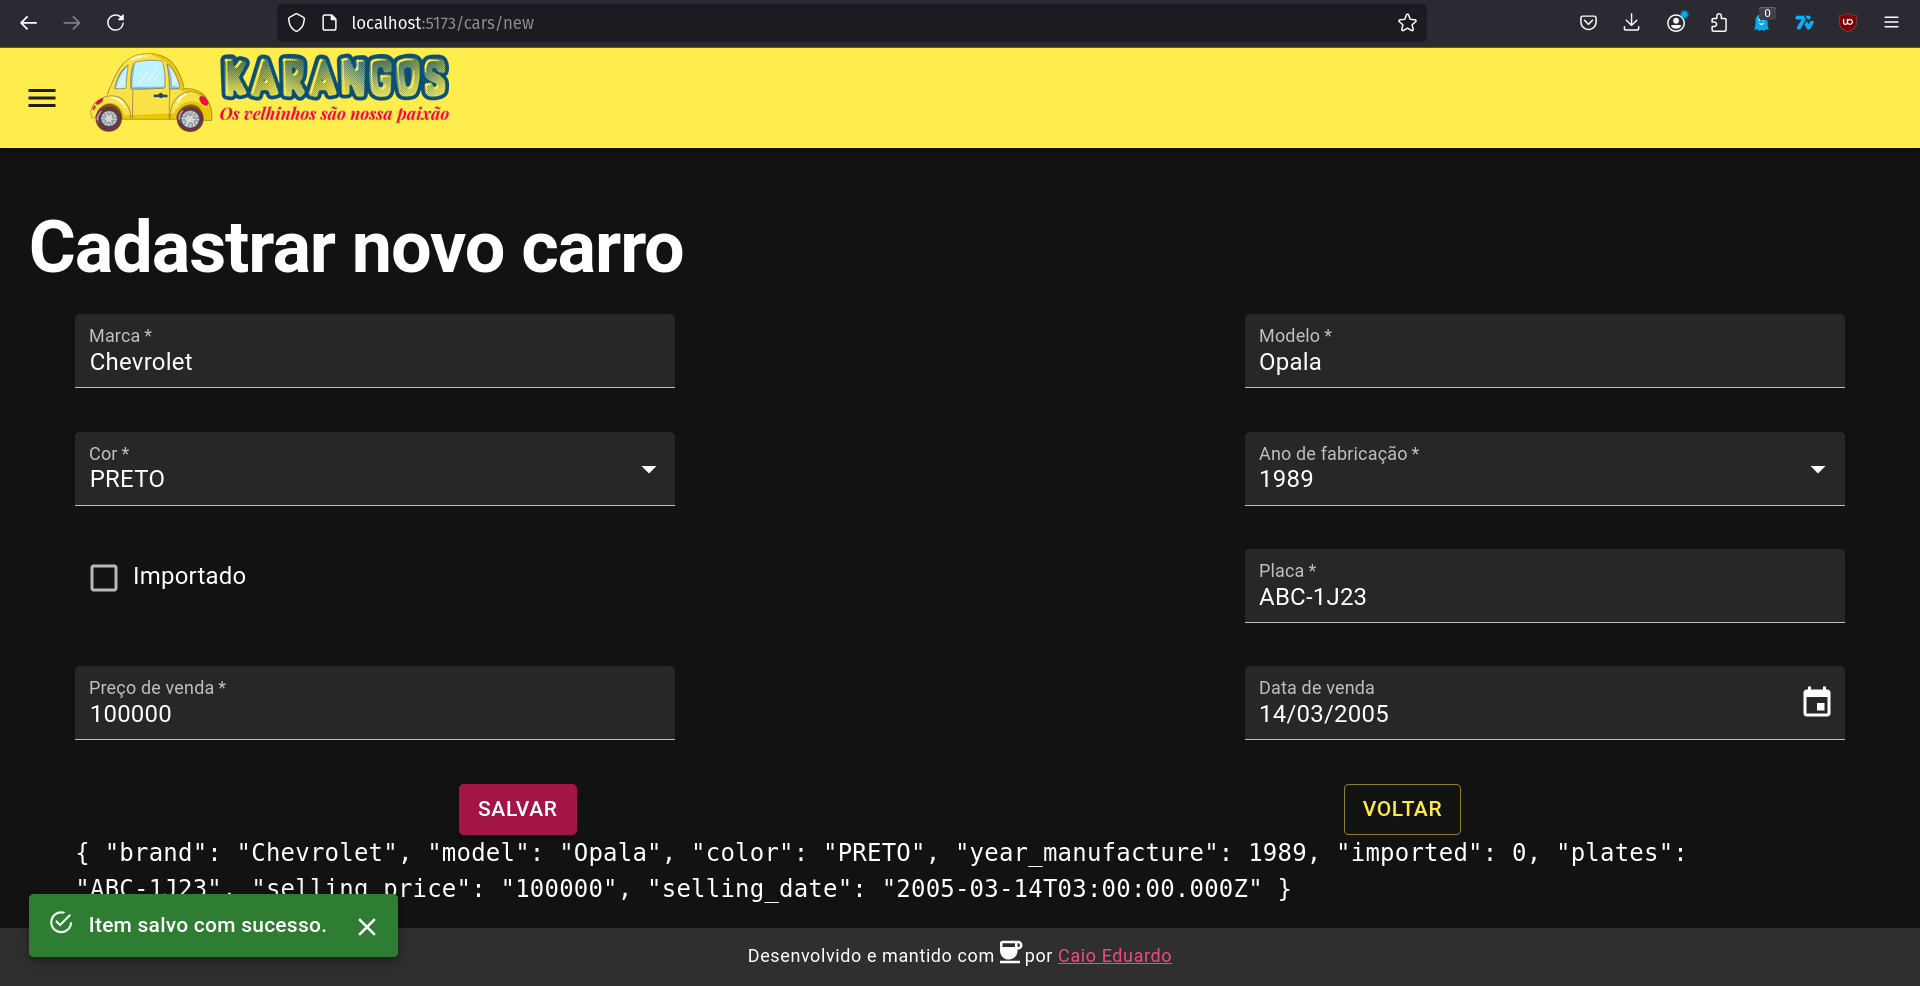 localhost:5173/cars/new
0
KARANGOS
Os velhinhos são nossa paixão
Cadastrar novo carro
Marca *
Chevrolet
Modelo *
Opala
Cor *
PRETO
Ano de fabricação *
1989
Importado
Placa *
ABC-1J23
Preço de venda *
100000
Data de venda
14/03/2005
SALVAR
VOLTAR
{ "brand": "Chevrolet", "model": "Opala", "color": "PRETO", "year_manufacture": 1989, "imported": 0, "plates":
"ABC-1J23", "selling_price": "100000", "selling_date": "2005-03-14T03:00:00.000Z" }
Item salvo com sucesso.
Desenvolvido e mantido com por Caio Eduardo